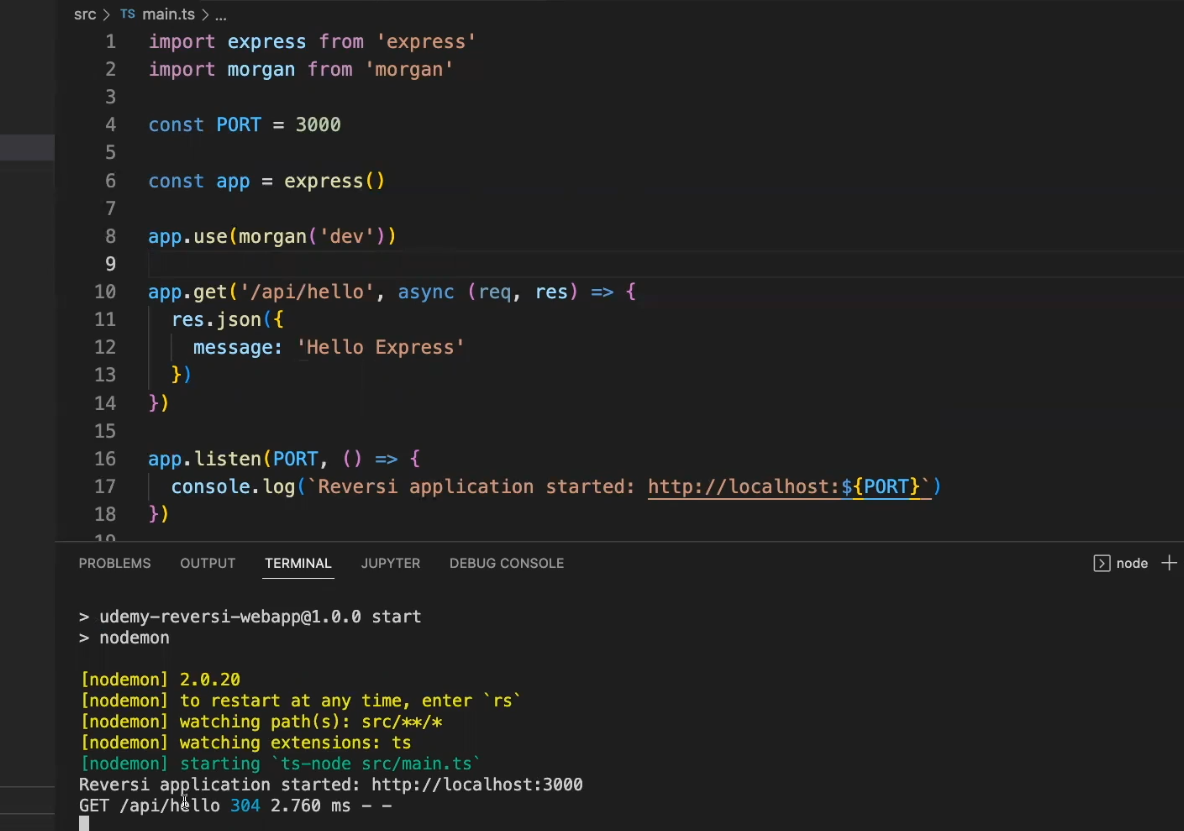 src > TS main.ts > ...
1 import express from 'express'
2 import morgan from 'morgan'
3
4 const PORT = 3000
5
6 const app = express()
7
8 app.use(morgan('dev'))
9
10 app.get('/api/hello', async (req, res) => {
11   res.json({
12     message: 'Hello Express'
13   })
14 })
15
16 app.listen(PORT, () => {
17   console.log(`Reversi application started: http://localhost:${PORT}`)
18 })
19
PROBLEMS OUTPUT TERMINAL JUPYTER DEBUG CONSOLE node
> udemy-reversi-webapp@1.0.0 start
> nodemon
[nodemon] 2.0.20
[nodemon] to restart at any time, enter `rs`
[nodemon] watching path(s): src/**/*
[nodemon] watching extensions: ts
[nodemon] starting `ts-node src/main.ts`
Reversi application started: http://localhost:3000
GET /api/hello 304 2.760 ms - -